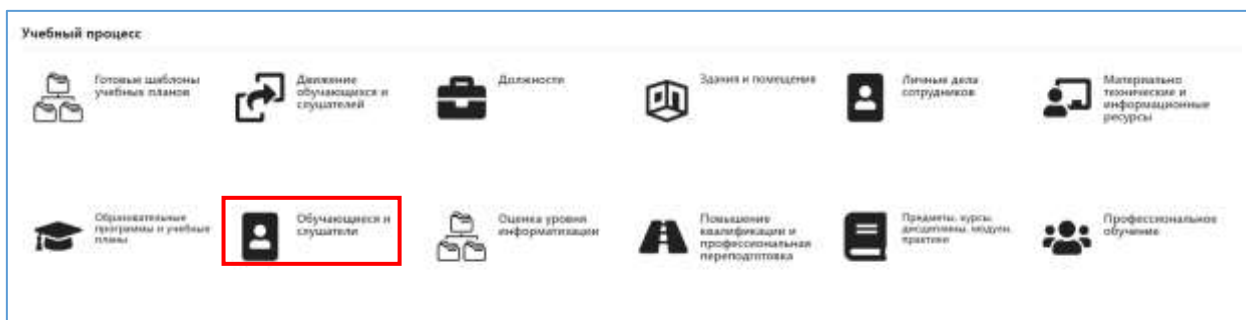 Учебный процесс
Готовые шаблоны
учебных планов
Движение
обучающихся и
слушателей
Должности
Здания и помещения
Личные дела
сотрудников
Материально
технические и
информационные
ресурсы
Образовательные
программы и учебные
планы
Обучающиеся и
слушатели
Оценка уровня
информатизации
Повышение
квалификации и
профессиональная
переподготовка
Предметы, курсы,
дисциплины, модули,
практики
Профессиональное
обучение